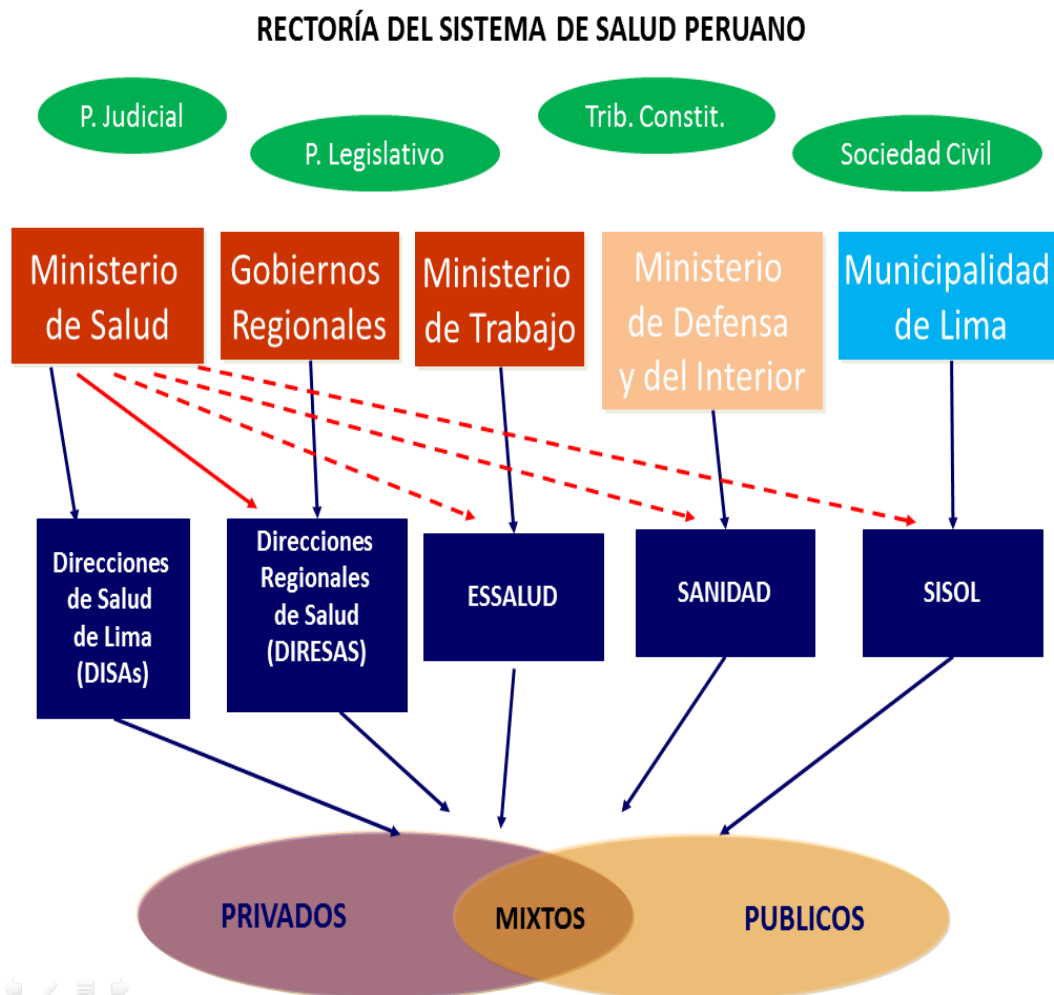 RECTORÍA DEL SISTEMA DE SALUD PERUANO
P. Judicial
P. Legislativo
Trib. Constit.
Sociedad Civil
Ministerio
de Salud
Gobiernos
Regionales
Ministerio
de Trabajo
Ministerio
de Defensa
y del Interior
Municipalidad
de Lima
Direcciones
de Salud
de Lima
(DISAs)
Direcciones
Regionales
de Salud
(DIRESAS)
ESSALUD
SANIDAD
SISOL
PRIVADOS
MIXTOS
PUBLICOS